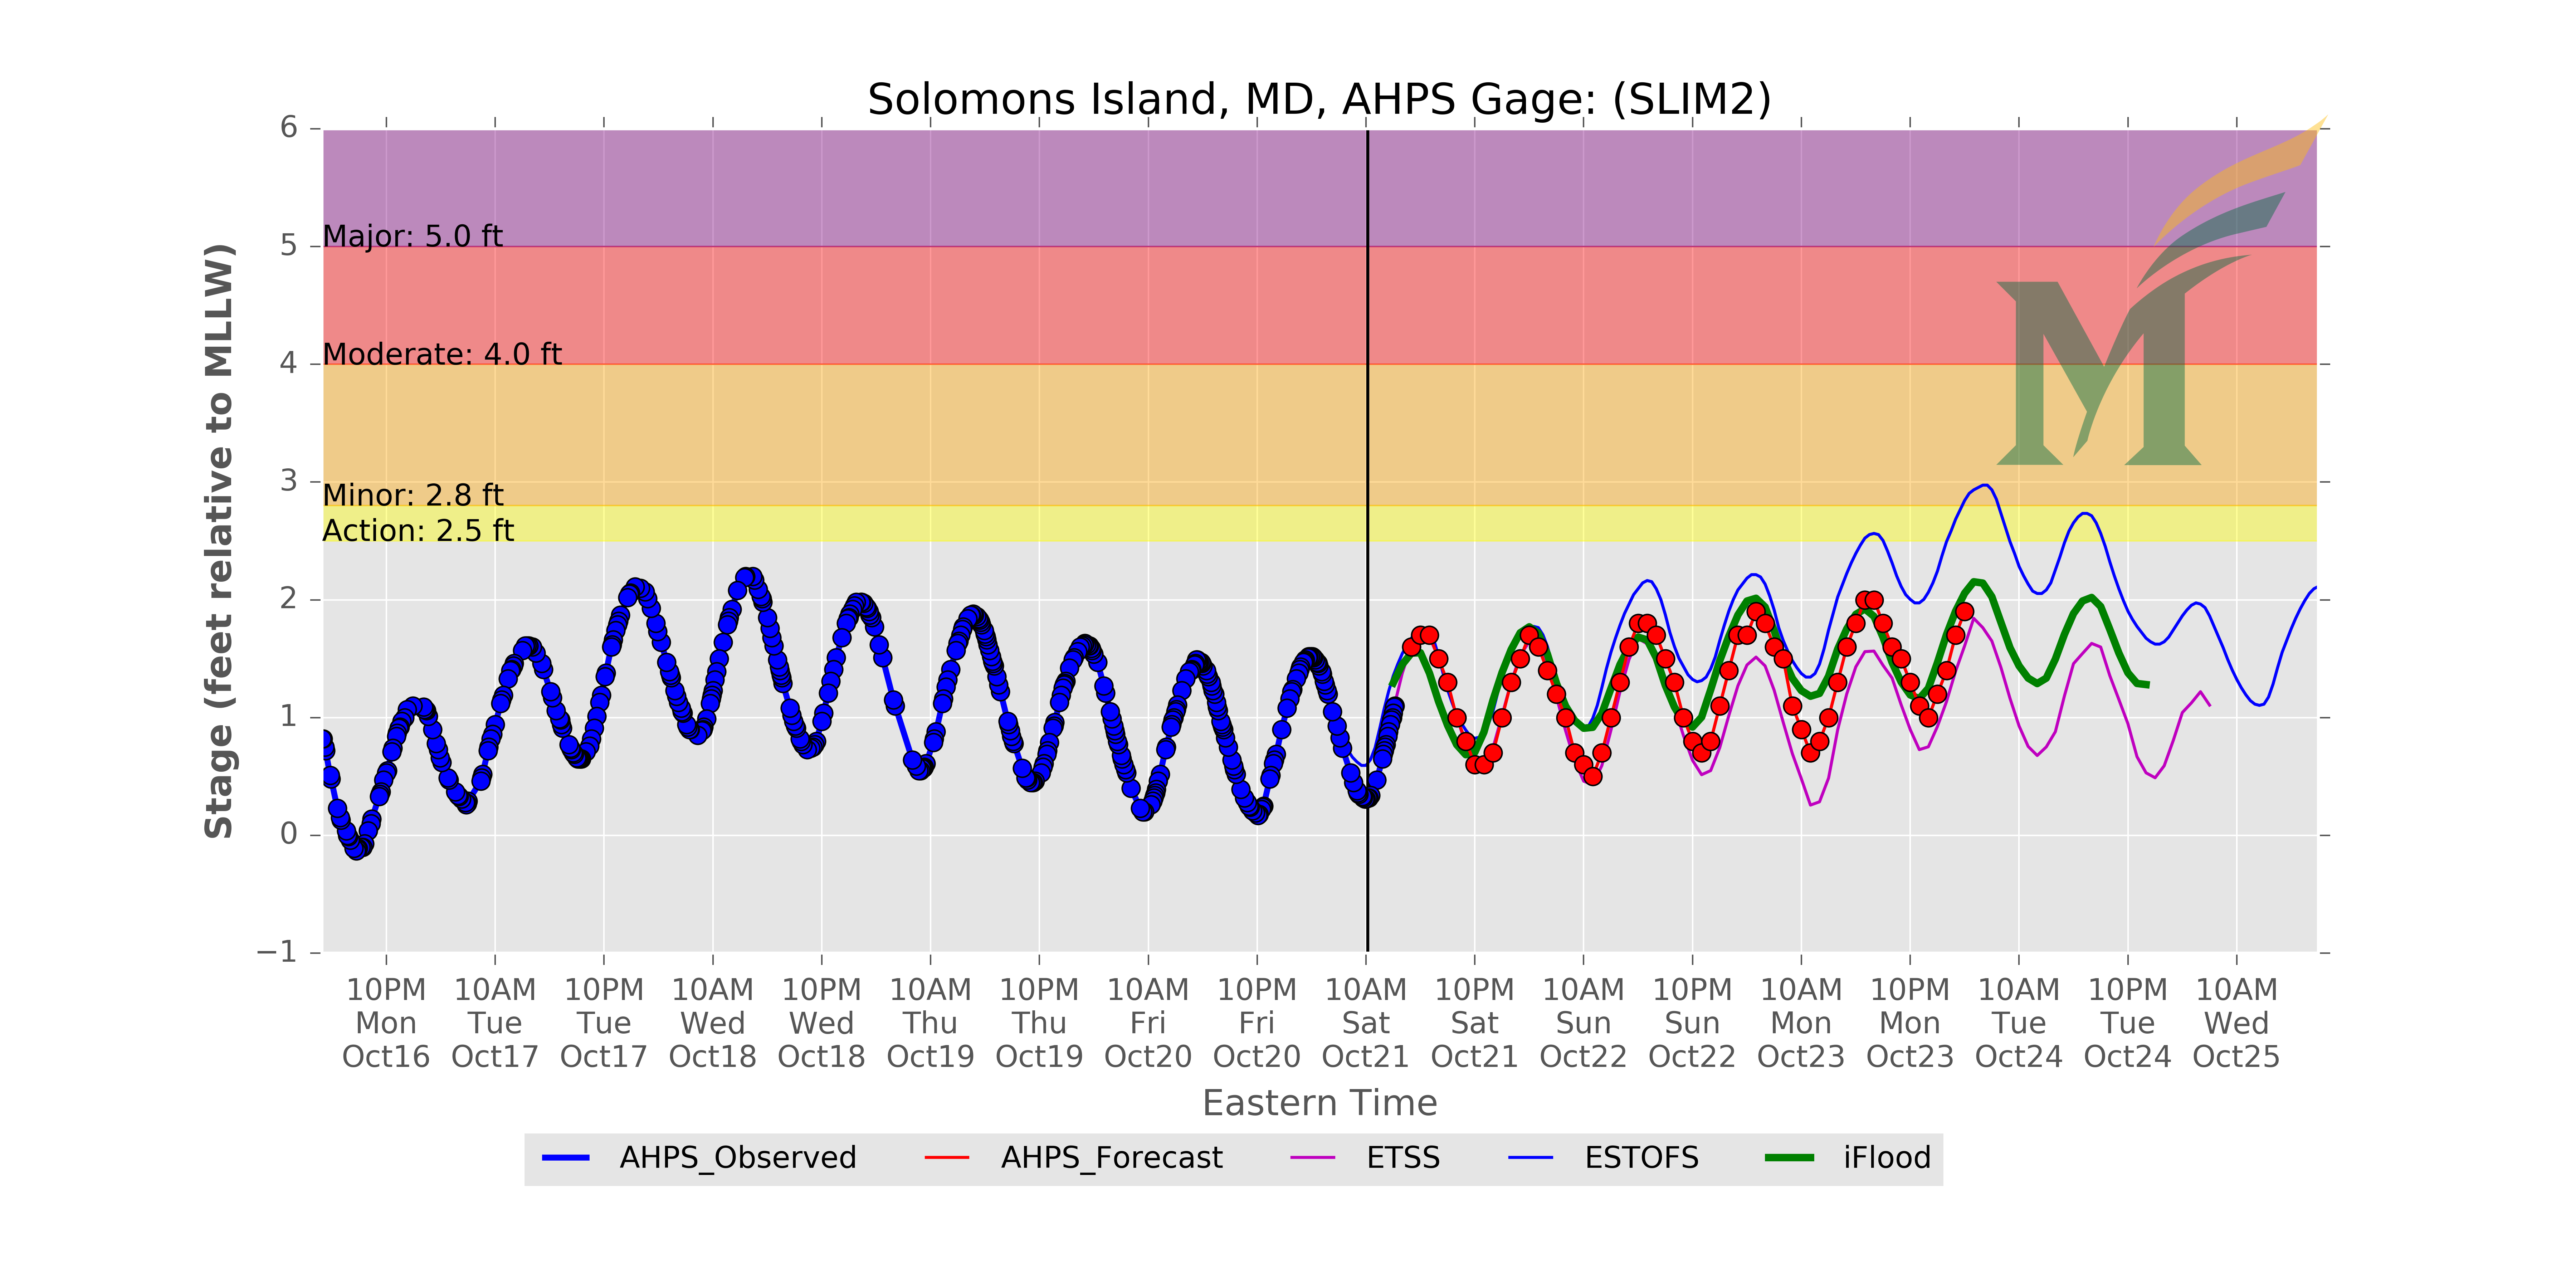 Solomons Island, MD, AHPS Gage: (SLIM2)
Stage (feet relative to MLLW)
6
5
4
3
2
1
0
−1
Major: 5.0 ft
Moderate: 4.0 ft
Minor: 2.8 ft
Action: 2.5 ft
M
10PM 10AM 10PM 10AM 10PM 10AM 10PM 10AM 10PM 10AM 10PM 10AM 10PM 10AM 10PM 10AM 10PM 10AM
Mon Tue Tue Wed Wed Thu Thu Fri Fri Sat Sat Sun Sun Mon Mon Tue Tue Wed
Oct16 Oct17 Oct17 Oct18 Oct18 Oct19 Oct19 Oct20 Oct20 Oct21 Oct21 Oct22 Oct22 Oct23 Oct23 Oct24 Oct24 Oct25
Eastern Time
AHPS_Observed AHPS_Forecast ETSS ESTOFS iFlood